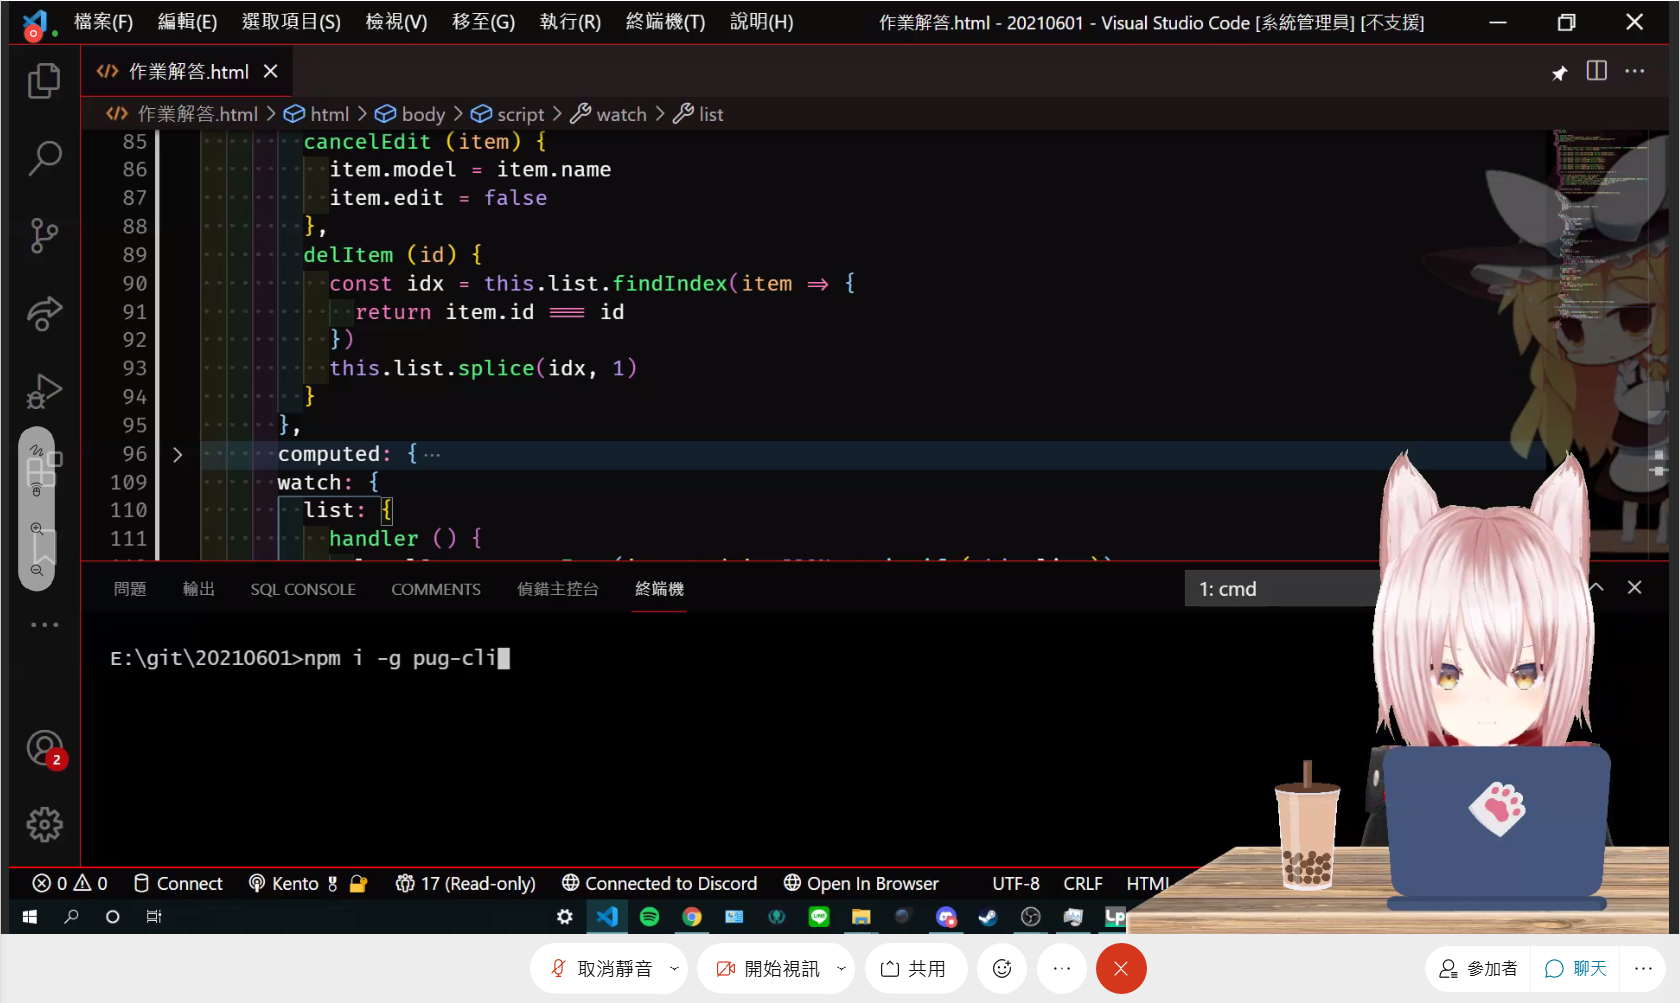 檔案(F) 編輯(E) 選取項目(S) 檢視(V) 移至(G) 執行(R) 終端機(T) 說明(H) 作業解答.html - 20210601 - Visual Studio Code [系統管理員] [不支援]
作業解答.html
作業解答.html > html > body > script > watch > list
85 cancelEdit (item) {
86 item.model = item.name
87 item.edit = false
88 },
89 delItem (id) {
90 const idx = this.list.findIndex(item => {
91 return item.id === id
92 })
93 this.list.splice(idx, 1)
94 }
95 },
96 computed: { ...
109 watch: {
110 list: {
111 handler () {
問題 輸出 SQL CONSOLE COMMENTS 偵錯主控台 終端機 1: cmd
E:\git\20210601>npm i -g pug-cli
2
0 0 Connect Kento 17 (Read-only) Connected to Discord Open In Browser UTF-8 CRLF HTML
LINE Lp
取消靜音 開始視訊 共用 參加者 聊天